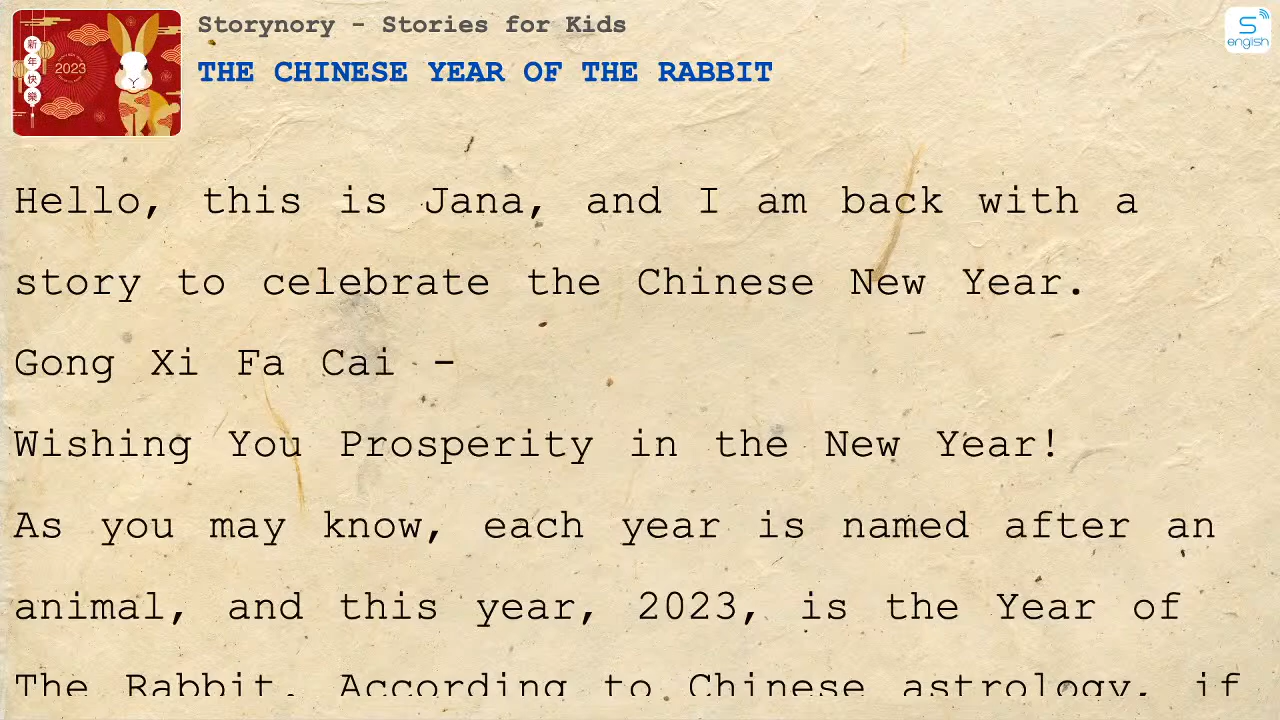 Storynory - Stories for Kids
THE CHINESE YEAR OF THE RABBIT
新年快樂
2023
S
english
Hello, this is Jana, and I am back with a
story to celebrate the Chinese New Year.
Gong Xi Fa Cai -
Wishing You Prosperity in the New Year!
As you may know, each year is named after an
animal, and this year, 2023, is the Year of
The Rabbit. According to Chinese astrology, if